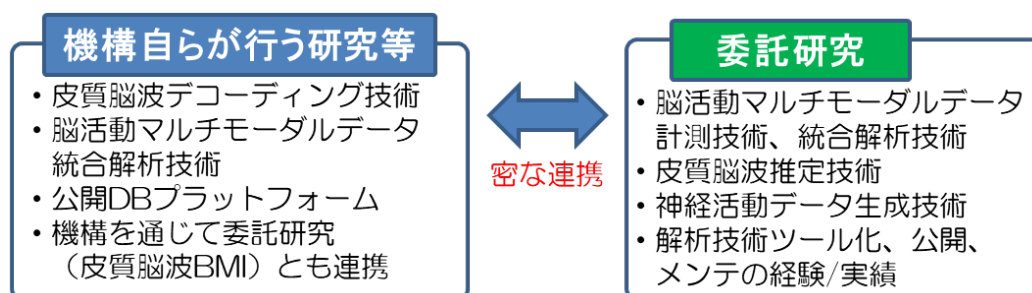 機構自らが行う研究等
・皮質脳波デコーディング技術
・脳活動マルチモーダルデータ
統合解析技術
・公開DBプラットフォーム
・機構を通じて委託研究
（皮質脳波BMI）とも連携
密な連携
委託研究
・脳活動マルチモーダルデータ
計測技術、統合解析技術
・皮質脳波推定技術
・神経活動データ生成技術
・解析技術ツール化、公開、
メンテの経験/実績